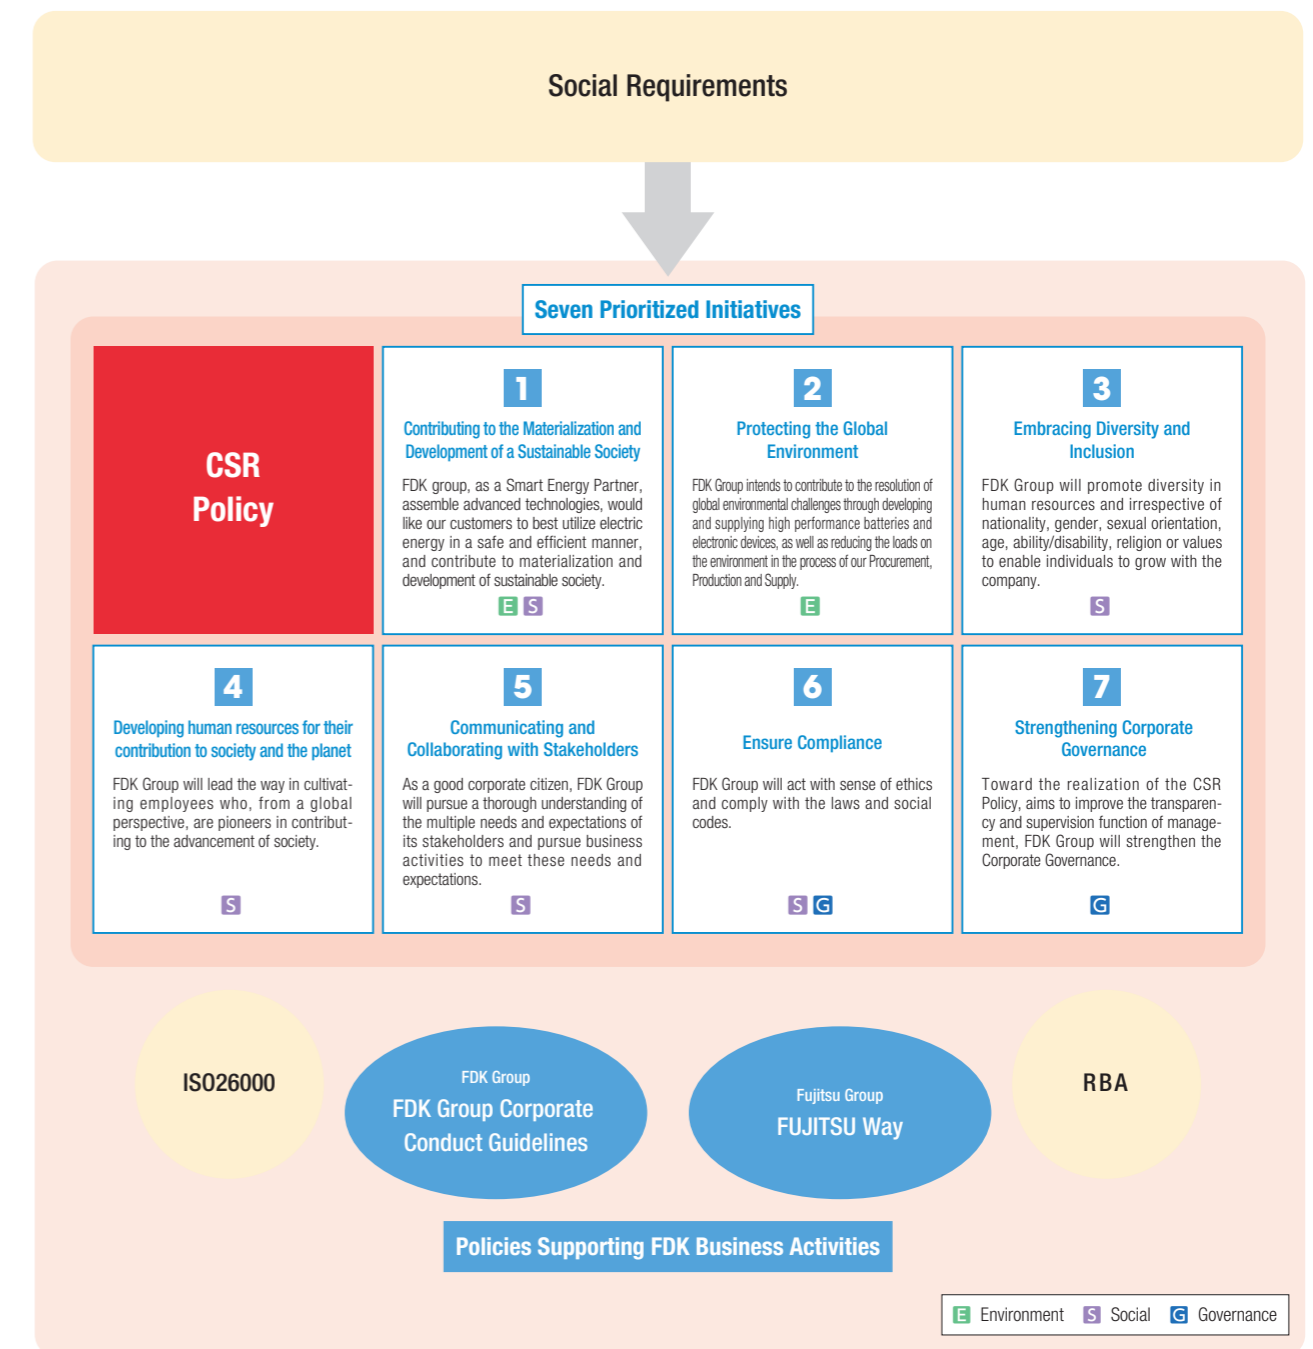 Social Requirements
Seven Prioritized Initiatives
CSR
Policy
1
Contributing to the Materialization and
Development of a Sustainable Society
FDK group, as a Smart Energy Partner,
assemble advanced technologies, would
like our customers to best utilize electric
energy in a safe and efficient manner,
and contribute to materialization and
development of sustainable society.
E S
2
Protecting the Global
Environment
FDK Group intends to contribute to the resolution of
global environmental challenges through developing
and supplying high performance batteries and
electronic devices, as well as reducing the loads on
the environment in the process of our Procurement,
Production and Supply.
E
3
Embracing Diversity and
Inclusion
FDK Group will promote diversity in
human resources and irrespective of
nationality, gender, sexual orientation,
age, ability/disability, religion or values
to enable individuals to grow with the
company.
S
4
Developing human resources for their
contribution to society and the planet
FDK Group will lead the way in cultivat-
ing employees who, from a global
perspective, are pioneers in contribut-
ing to the advancement of society.
S
5
Communicating and
Collaborating with Stakeholders
As a good corporate citizen, FDK Group
will pursue a thorough understanding of
the multiple needs and expectations of
its stakeholders and pursue business
activities to meet these needs and
expectations.
S
6
Ensure Compliance
FDK Group will act with sense of ethics
and comply with the laws and social
codes.
S G
7
Strengthening Corporate
Governance
Toward the realization of the CSR
Policy, aims to improve the transparen-
cy and supervision function of manage-
ment, FDK Group will strengthen the
Corporate Governance.
G
ISO26000
FDK Group
FDK Group Corporate
Conduct Guidelines
Fujitsu Group
FUJITSU Way
RBA
Policies Supporting FDK Business Activities
E Environment S Social G Governance